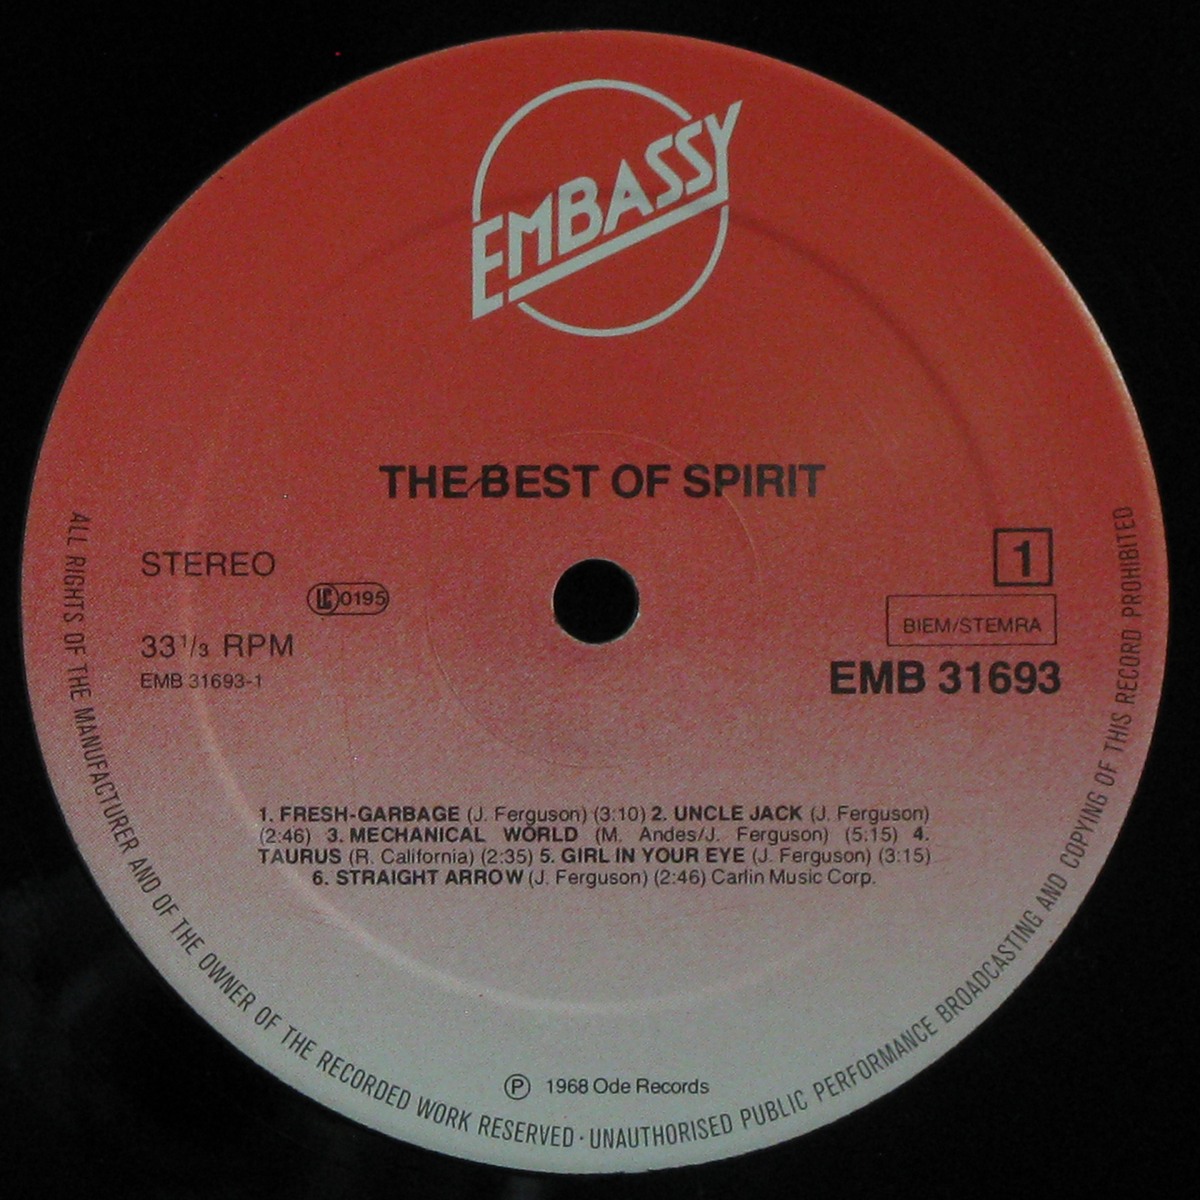 EMBASSY
THE BEST OF SPIRIT
STEREO
LC 0195
33 1/3 RPM
EMB 31693-1
1
BIEM/STEMRA
EMB 31693
1. FRESH-GARBAGE (J. Ferguson) (3:10) 2. UNCLE JACK (J. Ferguson)
(2:46) 3. MECHANICAL WORLD (M. Andes/J. Ferguson) (5:15) 4.
TAURUS (R. California) (2:35) 5. GIRL IN YOUR EYE (J. Ferguson) (3:15)
6. STRAIGHT ARROW (J. Ferguson) (2:46) Carlin Music Corp.
Ⓟ 1968 Ode Records
ALL RIGHTS OF THE MANUFACTURER AND OF THE OWNER OF THE RECORDED WORK RESERVED · UNAUTHORISED PUBLIC PERFORMANCE BROADCASTING AND COPYING OF THIS RECORD PROHIBITED